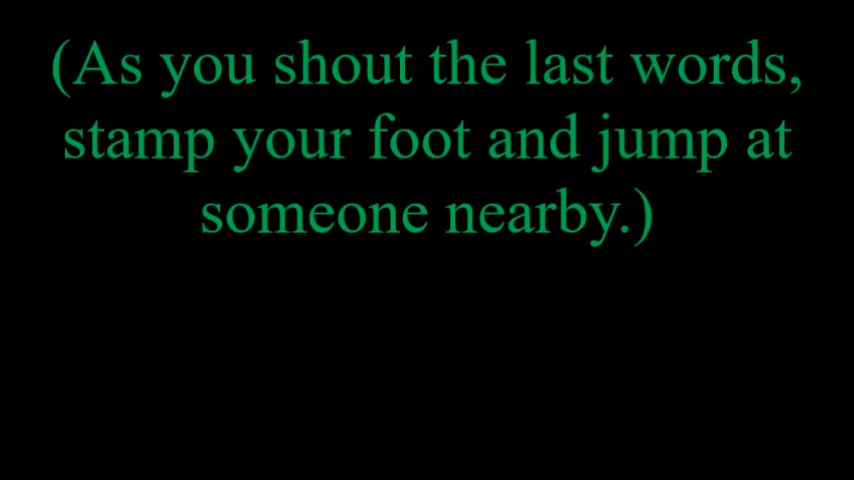 (As you shout the last words,
stamp your foot and jump at
someone nearby.)